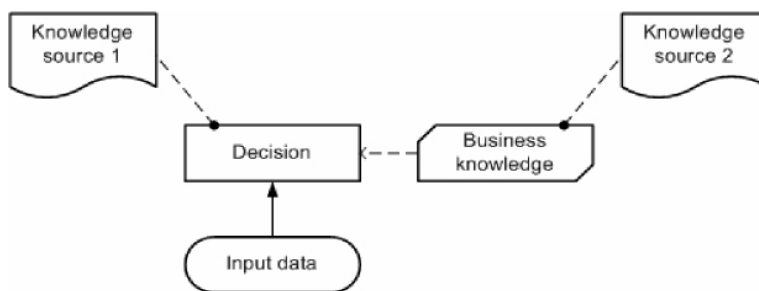 Knowledge
source 1
Knowledge
source 2
Decision
Business
knowledge
Input data